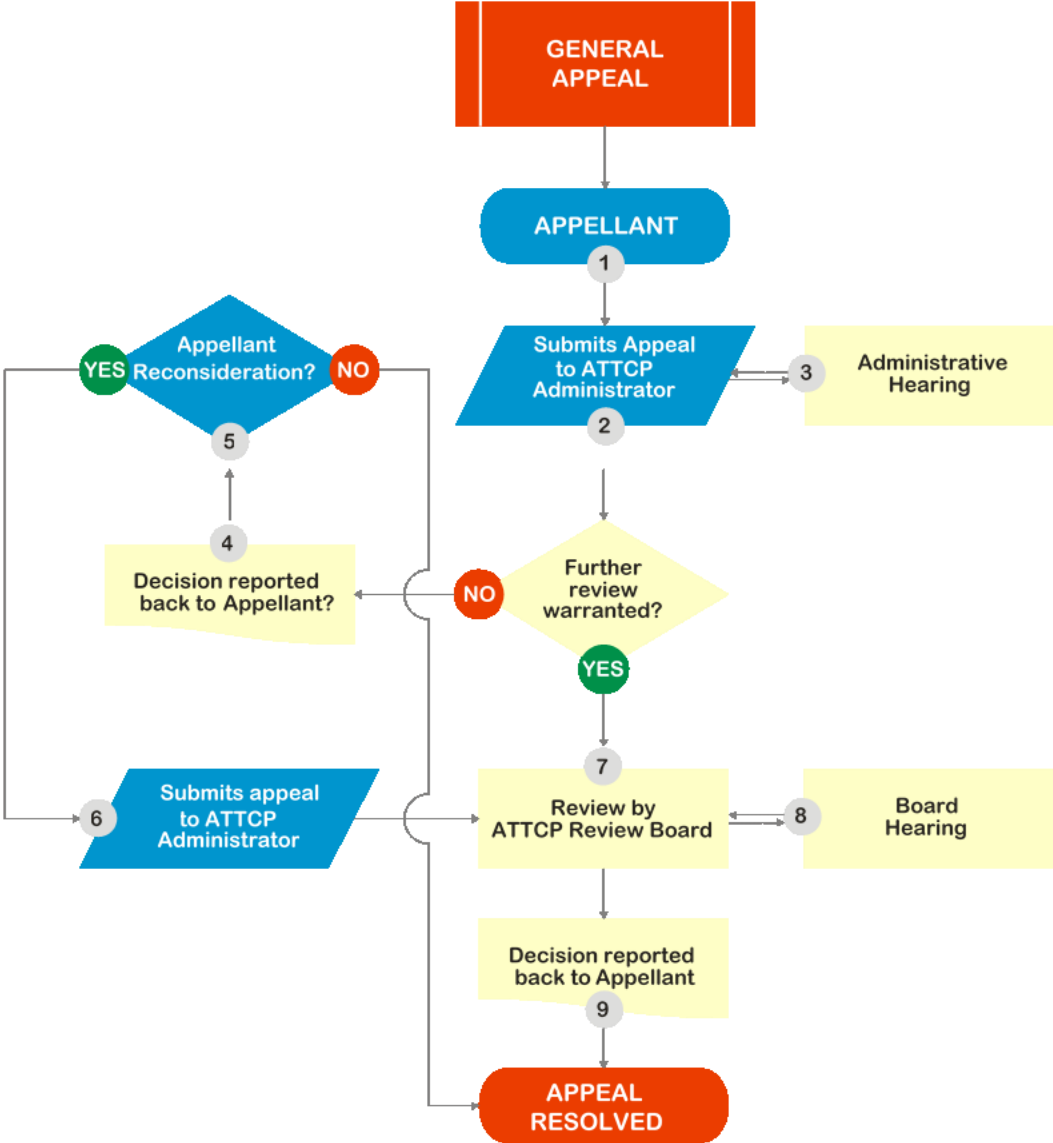 GENERAL
APPEAL
APPELLANT
1
Submits Appeal
to ATTCP
Administrator
2
3
Administrative
Hearing
Appellant
Reconsideration?
YES
NO
5
4
Decision reported
back to Appellant?
NO
Further
review
warranted?
YES
6
Submits appeal
to ATTCP
Administrator
7
Review by
ATTCP Review Board
8
Board
Hearing
Decision reported
back to Appellant
9
APPEAL
RESOLVED